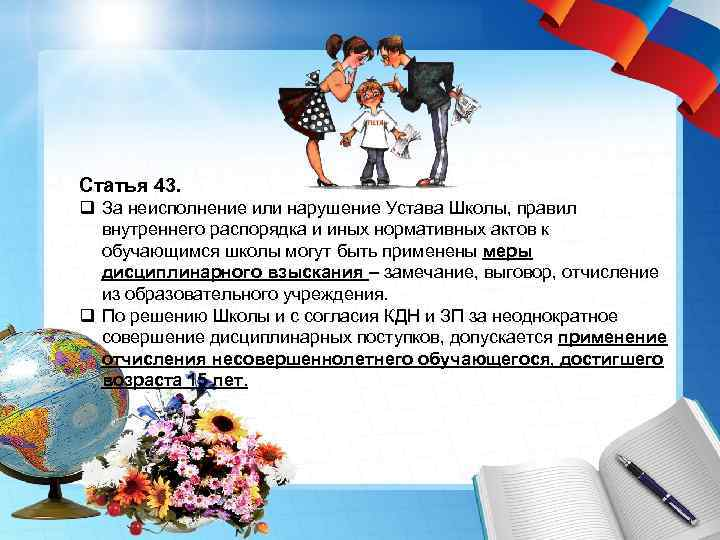 Статья 43.
❑ За неисполнение или нарушение Устава Школы, правил
внутреннего распорядка и иных нормативных актов к
обучающимся школы могут быть применены меры
дисциплинарного взыскания – замечание, выговор, отчисление
из образовательного учреждения.
❑ По решению Школы и с согласия КДН и ЗП за неоднократное
совершение дисциплинарных поступков, допускается применение
отчисления несовершеннолетнего обучающегося, достигшего
возраста 15 лет.